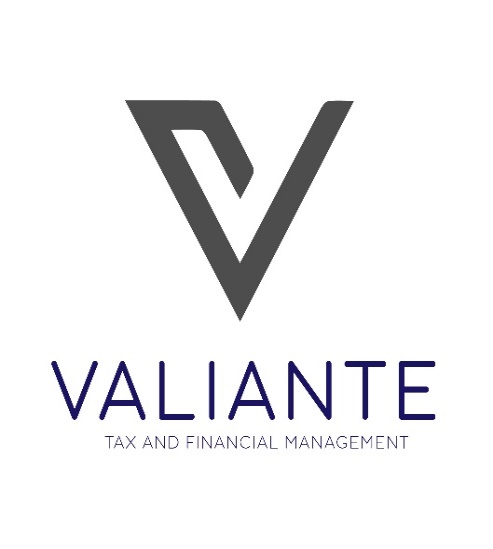 VALIANTE
TAX AND FINANCIAL MANAGEMENT